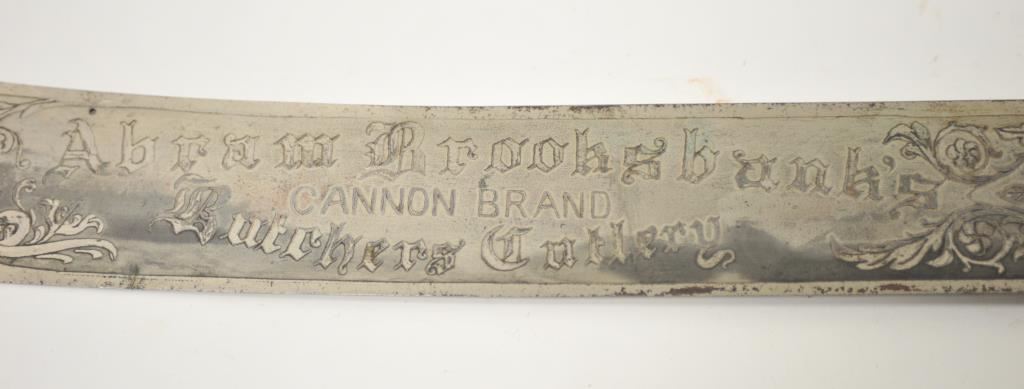 Abram Brooksbank's
CANNON BRAND
Butchers Cutlery